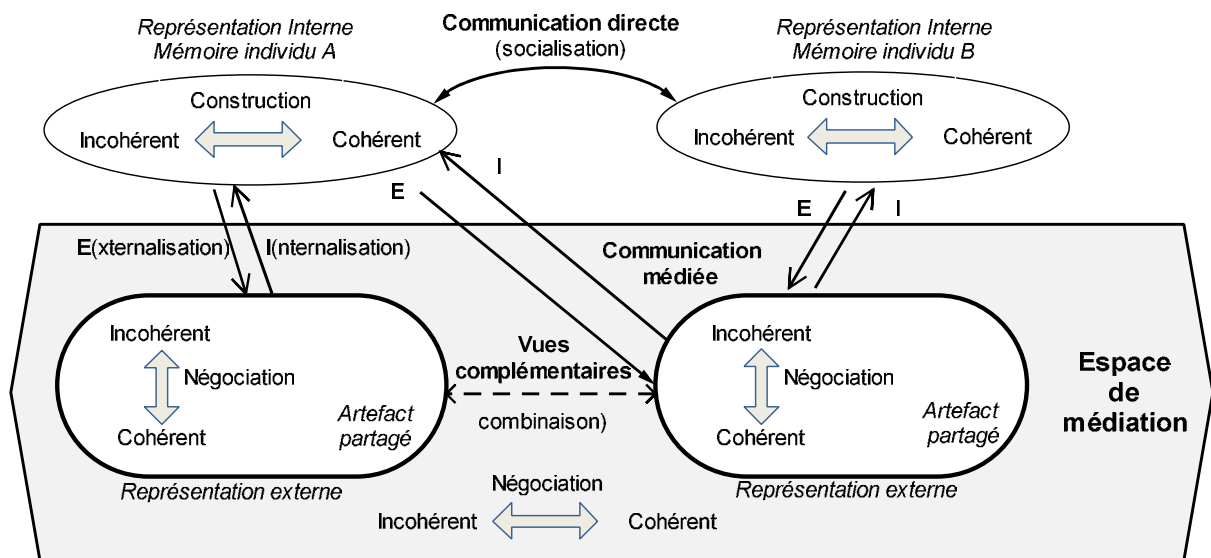 Représentation Interne
Mémoire individu A
Communication directe
(socialisation)
Représentation Interne
Mémoire individu B
Construction
Incohérent
Cohérent
Construction
Incohérent
Cohérent
I
E
E
I
E(xternalisation)
I(nternalisation)
Communication
médiée
Incohérent
Négociation
Cohérent
Artefact
partagé
Représentation externe
Vues
complémentaires
combinaison)
Incohérent
Négociation
Cohérent
Artefact
partagé
Représentation externe
Espace
de
médiation
Négociation
Incohérent
Cohérent